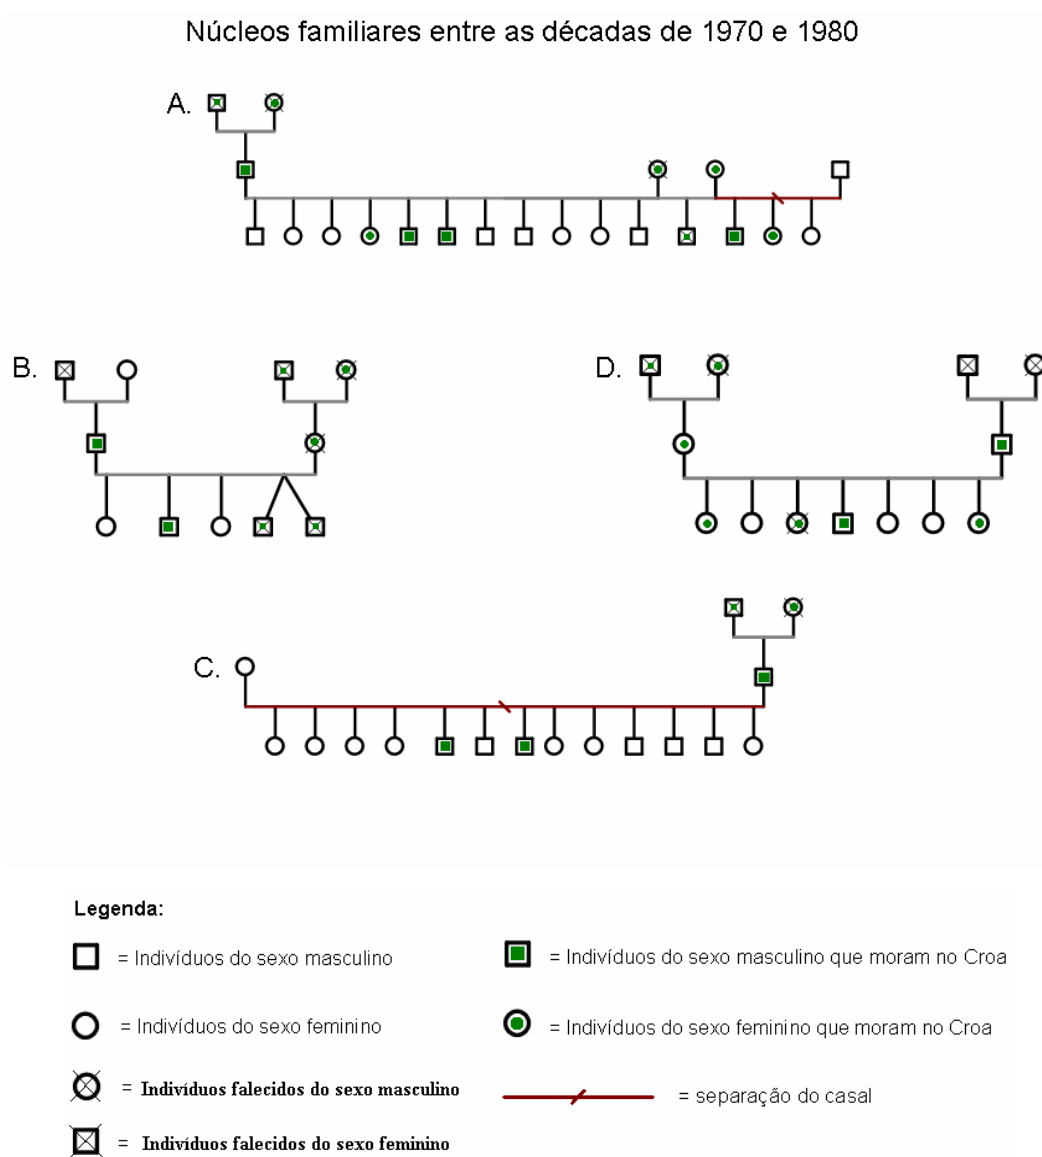 Núcleos familiares entre as décadas de 1970 e 1980
A.
B.
D.
C.
Legenda:
= Indivíduos do sexo masculino
= Indivíduos do sexo masculino que moram no Croa
= Indivíduos do sexo feminino
= Indivíduos do sexo feminino que moram no Croa
= Indivíduos falecidos do sexo masculino
= separação do casal
= Indivíduos falecidos do sexo feminino